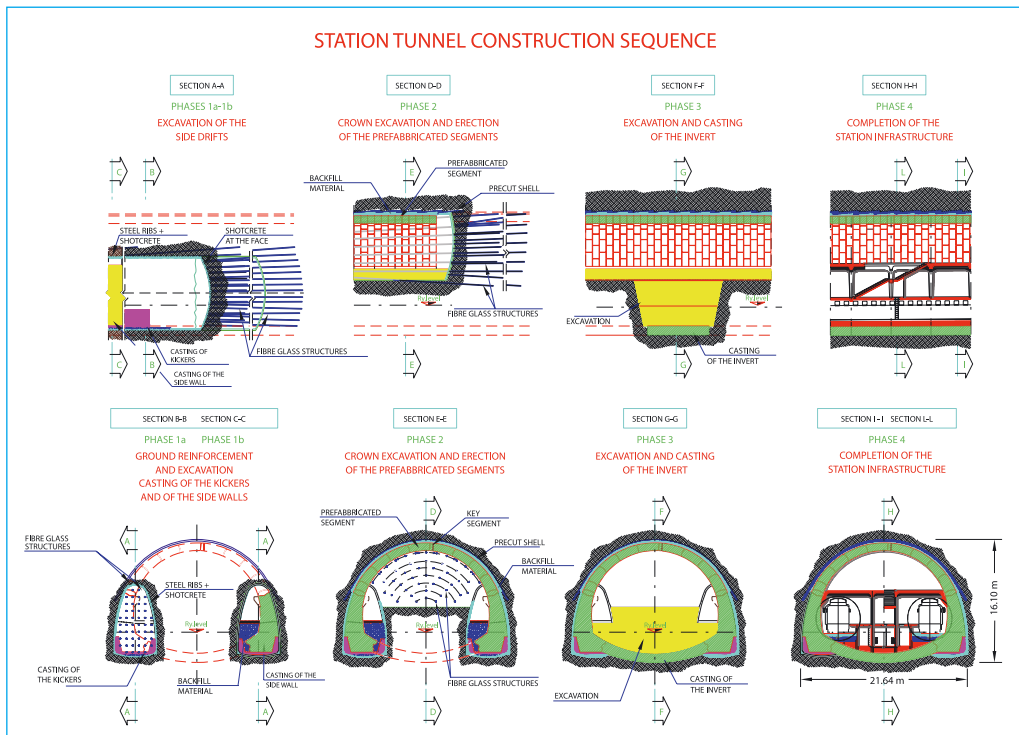 STATION TUNNEL CONSTRUCTION SEQUENCE
SECTION A-A
PHASES 1a-1b
EXCAVATION OF THE
SIDE DRIFTS
C
B
STEEL RIBS +
SHOTCRETE
SHOTCRETE
AT THE FACE
FIBRE GLASS STRUCTURES
CASTING OF
KICKERS
CASTING OF THE
SIDE WALL
C
B
SECTION D-D
PHASE 2
CROWN EXCAVATION AND ERECTION
OF THE PREFABBRICATED SEGMENTS
E
PREFABBRICATED
SEGMENT
BACKFILL
MATERIAL
PRECUT SHELL
Ry.level
FIBRE GLASS STRUCTURES
E
SECTION F-F
PHASE 3
EXCAVATION AND CASTING
OF THE INVERT
G
Ry.level
EXCAVATION
CASTING
OF THE INVERT
G
SECTION H-H
PHASE 4
COMPLETION OF THE
STATION INFRASTRUCTURE
L
I
L
I
SECTION B-B SECTION C-C
PHASE 1a PHASE 1b
GROUND REINFORCEMENT
AND EXCAVATION
CASTING OF THE KICKERS
AND OF THE SIDE WALLS
A
A
FIBRE GLASS
STRUCTURES
STEEL RIBS +
SHOTCRETE
Ry.level
CASTING OF
THE KICKERS
BACKFILL
MATERIAL
CASTING OF THE
SIDE WALL
A
A
SECTION E-E
PHASE 2
CROWN EXCAVATION AND ERECTION
OF THE PREFABBRICATED SEGMENTS
D
PREFABBRICATED
SEGMENT
KEY
SEGMENT
PRECUT SHELL
BACKFILL
MATERIAL
Ry.level
FIBRE GLASS STRUCTURES
D
SECTION G-G
PHASE 3
EXCAVATION AND CASTING
OF THE INVERT
F
Ry.level
EXCAVATION
CASTING OF
THE INVERT
F
SECTION I-I SECTION L-L
PHASE 4
COMPLETION OF THE
STATION INFRASTRUCTURE
H
16.10 m
21.64 m
H